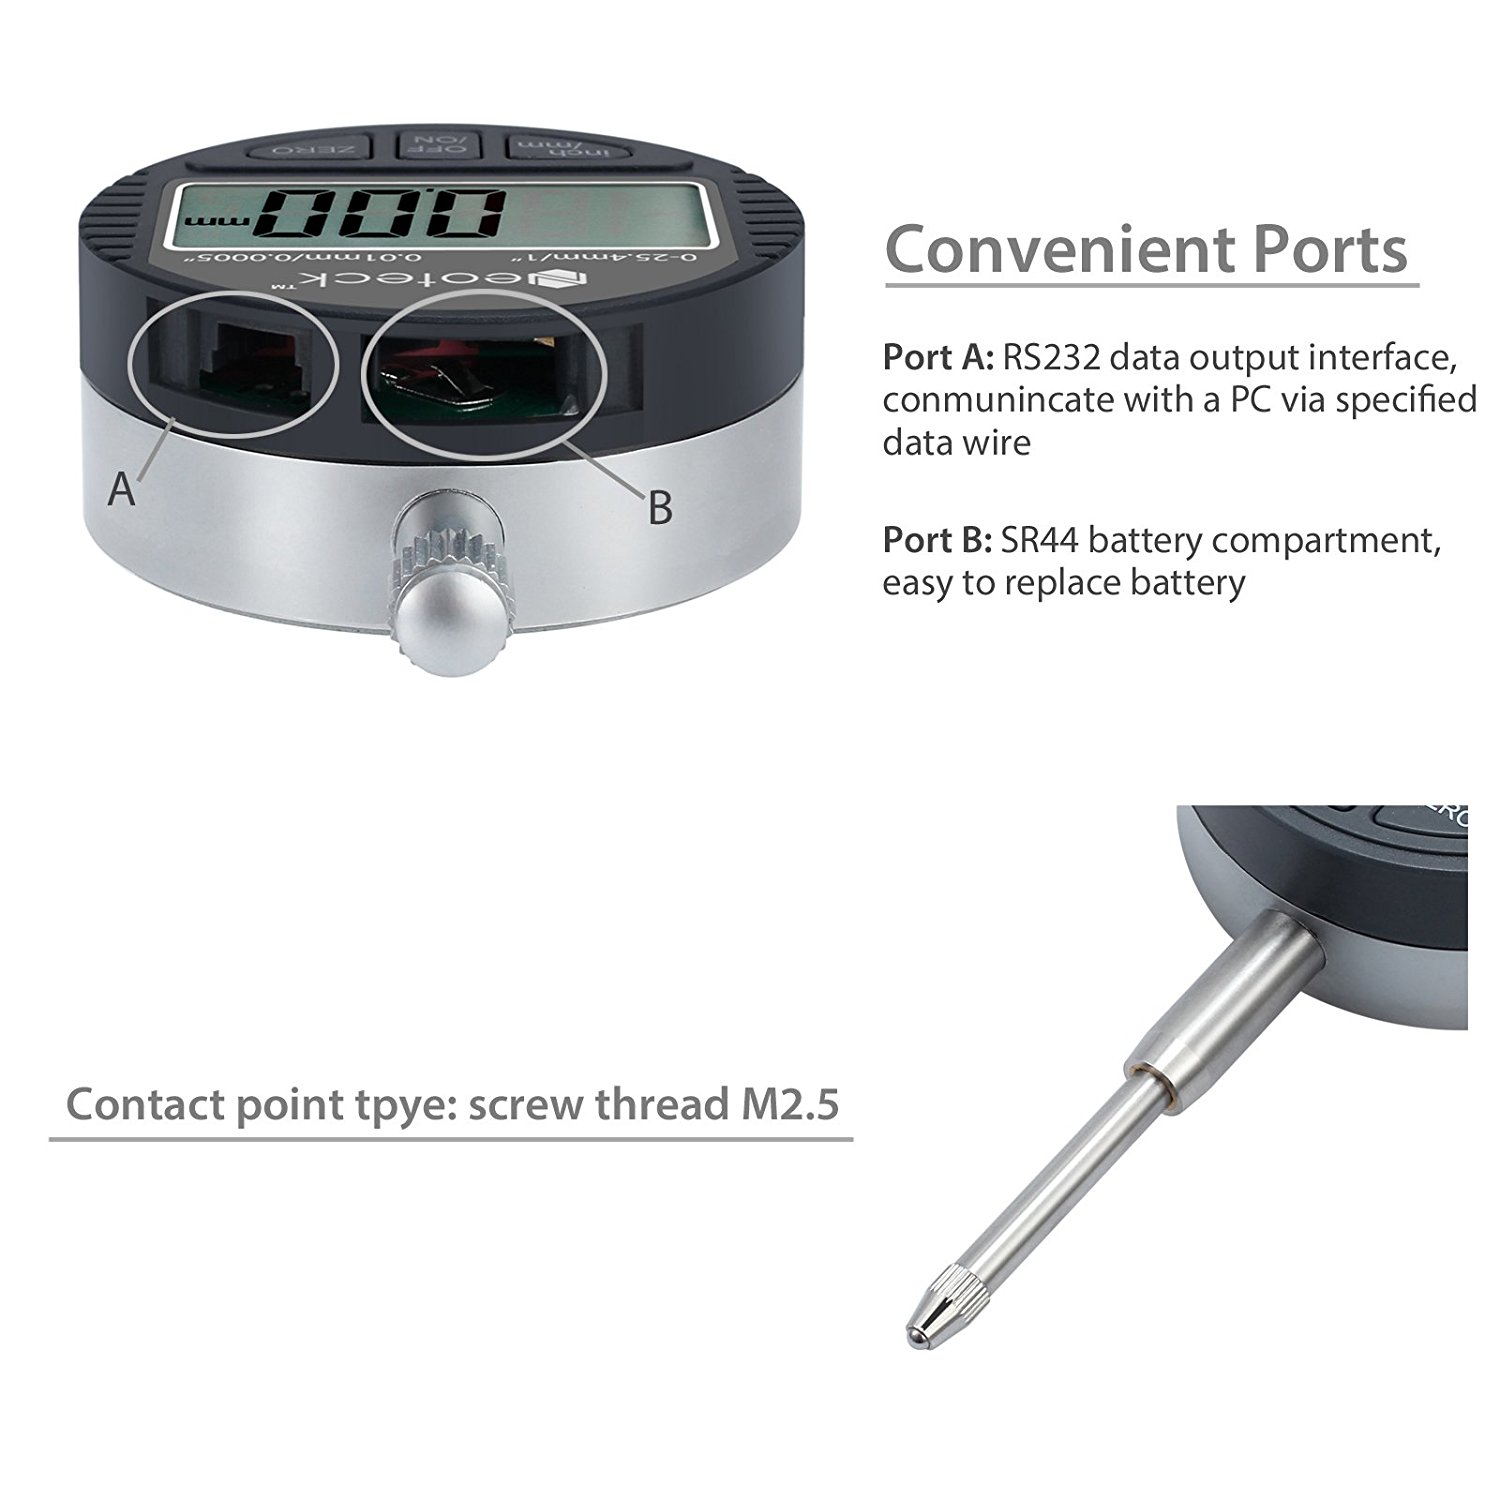 ZERO
OFF
/ON
inch
/mm
0.00 mm
0-25.4mm/1" 0.01mm/0.0005"
Neoteck™
A
B
Convenient Ports
Port A: RS232 data output interface,
conmunincate with a PC via specified
data wire
Port B: SR44 battery compartment,
easy to replace battery
Contact point tpye: screw thread M2.5